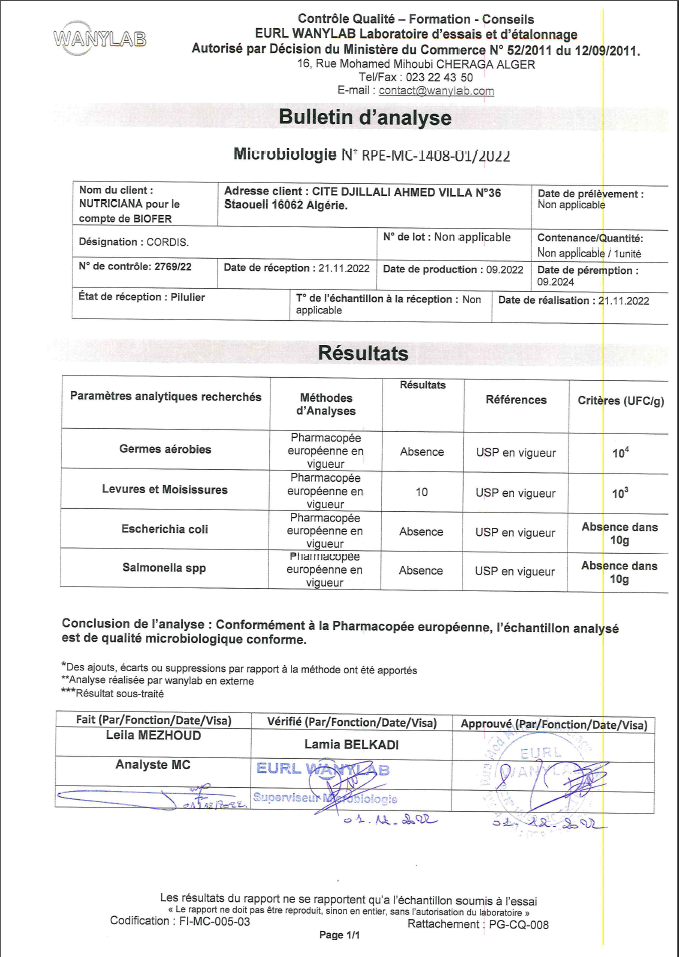 WANYLAB
Contrôle Qualité – Formation - Conseils
EURL WANYLAB Laboratoire d'essais et d'étalonnage
Autorisé par Décision du Ministère du Commerce N° 52/2011 du 12/09/2011.
16, Rue Mohamed Mihoubi CHERAGA ALGER
Tel/Fax : 023 22 43 50
E-mail : contact@wanylab.com
Bulletin d'analyse
Microbiologie N° RPE-MC-1408-01/2022
Nom du client :
NUTRICIANA pour le
compte de BIOFER
Adresse client : CITE DJILLALI AHMED VILLA N°36
Staoueli 16062 Algérie.
Date de prélèvement :
Non applicable
Désignation : CORDIS.
N° de lot : Non applicable
Contenance/Quantité:
Non applicable / 1unité
N° de contrôle: 2769/22
Date de réception : 21.11.2022
Date de production : 09.2022
Date de péremption :
09.2024
État de réception : Pilulier
T° de l'échantillon à la réception : Non
applicable
Date de réalisation : 21.11.2022
Résultats
Paramètres analytiques recherchés
Méthodes
d'Analyses
Résultats
Références
Critères (UFC/g)
Germes aérobies
Pharmacopée
européenne en
vigueur
Absence
USP en vigueur
10⁴
Levures et Moisissures
Pharmacopée
européenne en
vigueur
10
USP en vigueur
10³
Escherichia coli
Pharmacopée
européenne en
vigueur
Absence
USP en vigueur
Absence dans
10g
Salmonella spp
Pharmacopée
européenne en
vigueur
Absence
USP en vigueur
Absence dans
10g
Conclusion de l'analyse : Conformément à la Pharmacopée européenne, l'échantillon analysé
est de qualité microbiologique conforme.
*Des ajouts, écarts ou suppressions par rapport à la méthode ont été apportés
**Analyse réalisée par wanylab en externe
***Résultat sous-traité
Fait (Par/Fonction/Date/Visa)
Vérifié (Par/Fonction/Date/Visa)
Approuvé (Par/Fonction/Date/Visa)
Leila MEZHOUD
Lamia BELKADI
Analyste MC
EURL WANYLAB
Superviseur Microbiologie
EURL
WANYLAB
01/12/2022.
01.12.2022
01.12.2022
Les résultats du rapport ne se rapportent qu'a l'échantillon soumis à l'essai
« Le rapport ne doit pas être reproduit, sinon en entier, sans l'autorisation du laboratoire »
Codification : FI-MC-005-03
Rattachement : PG-CQ-008
Page 1/1